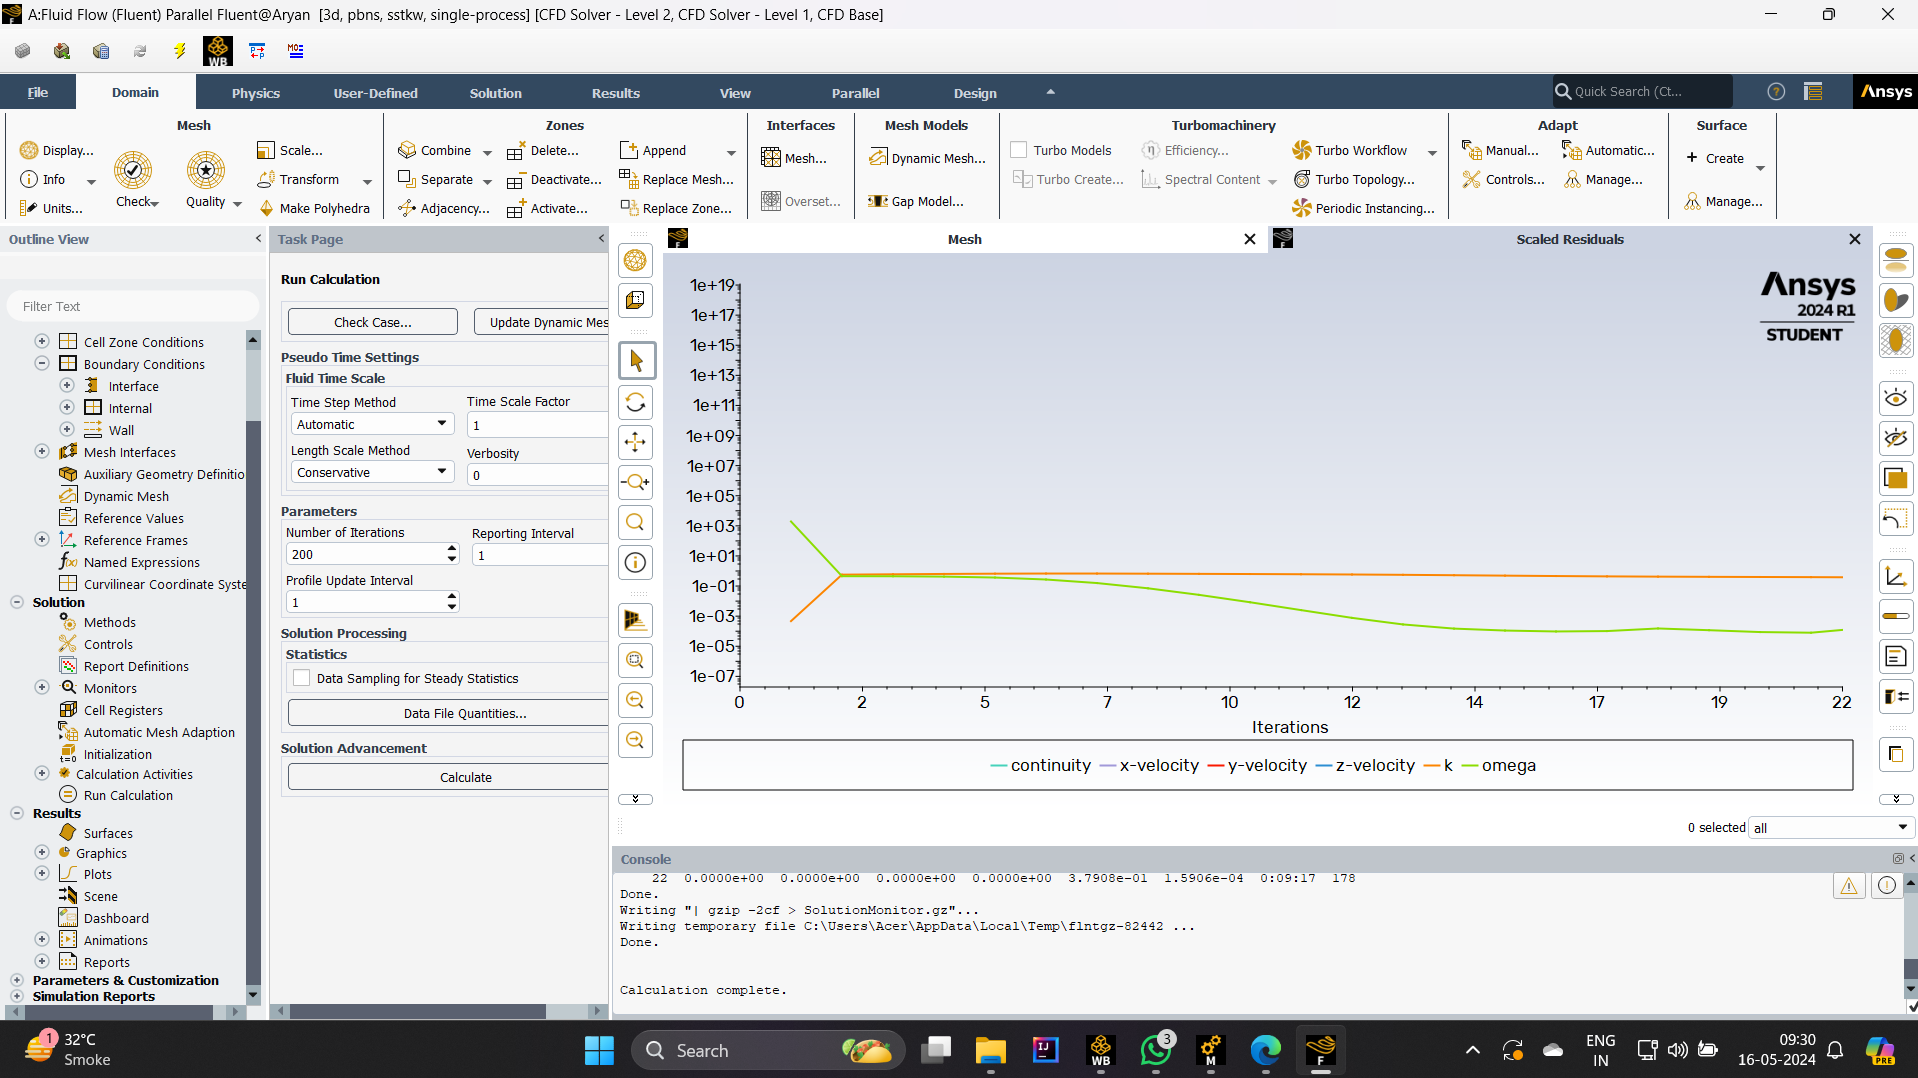 A:Fluid Flow (Fluent) Parallel Fluent@Aryan [3d, pbns, sstkw, single-process] [CFD Solver - Level 2, CFD Solver - Level 1, CFD Base]
WB
File Domain Physics User-Defined Solution Results View Parallel Design Quick Search (Ct... Ansys
Mesh Zones Interfaces Mesh Models Turbomachinery Adapt Surface
Display... Scale... Combine Delete... Append Mesh... Dynamic Mesh... Turbo Models Efficiency... Turbo Workflow Manual... Automatic... Create
Info Transform Separate Deactivate... Replace Mesh... Turbo Create... Spectral Content Turbo Topology... Controls... Manage...
Check Quality
Units... Make Polyhedra Adjacency... Activate... Replace Zone... Overset... Gap Model... Periodic Instancing... Manage...
Outline View
Filter Text
Cell Zone Conditions
Boundary Conditions
Interface
Internal
Wall
Mesh Interfaces
Auxiliary Geometry Definitio
Dynamic Mesh
Reference Values
Reference Frames
Named Expressions
Curvilinear Coordinate Syste
Solution
Methods
Controls
Report Definitions
Monitors
Cell Registers
Automatic Mesh Adaption
Initialization
Calculation Activities
Run Calculation
Results
Surfaces
Graphics
Plots
Scene
Dashboard
Animations
Reports
Parameters & Customization
Simulation Reports
Task Page
Run Calculation
Check Case... Update Dynamic Mes
Pseudo Time Settings
Fluid Time Scale
Time Step Method Time Scale Factor
Automatic 1
Length Scale Method Verbosity
Conservative 0
Parameters
Number of Iterations Reporting Interval
200 1
Profile Update Interval
1
Solution Processing
Statistics
Data Sampling for Steady Statistics
Data File Quantities...
Solution Advancement
Calculate
Mesh Scaled Residuals
Ansys
2024 R1
STUDENT
1e+19
1e+17
1e+15
1e+13
1e+11
1e+09
1e+07
1e+05
1e+03
1e+01
1e-01
1e-03
1e-05
1e-07
0 2 5 7 10 12 14 17 19 22
Iterations
continuity x-velocity y-velocity z-velocity k omega
0 selected all
Console
22 0.0000e+00 0.0000e+00 0.0000e+00 0.0000e+00 3.7908e-01 1.5906e-04 0:09:17 178
Done.
Writing "| gzip -2cf > SolutionMonitor.gz"...
Writing temporary file C:\Users\Acer\AppData\Local\Temp\flntgz-82442 ...
Done.
Calculation complete.
1
32°C
Smoke
Search
IJ
WB
3
M
F
ENG
IN
09:30
16-05-2024
PRE